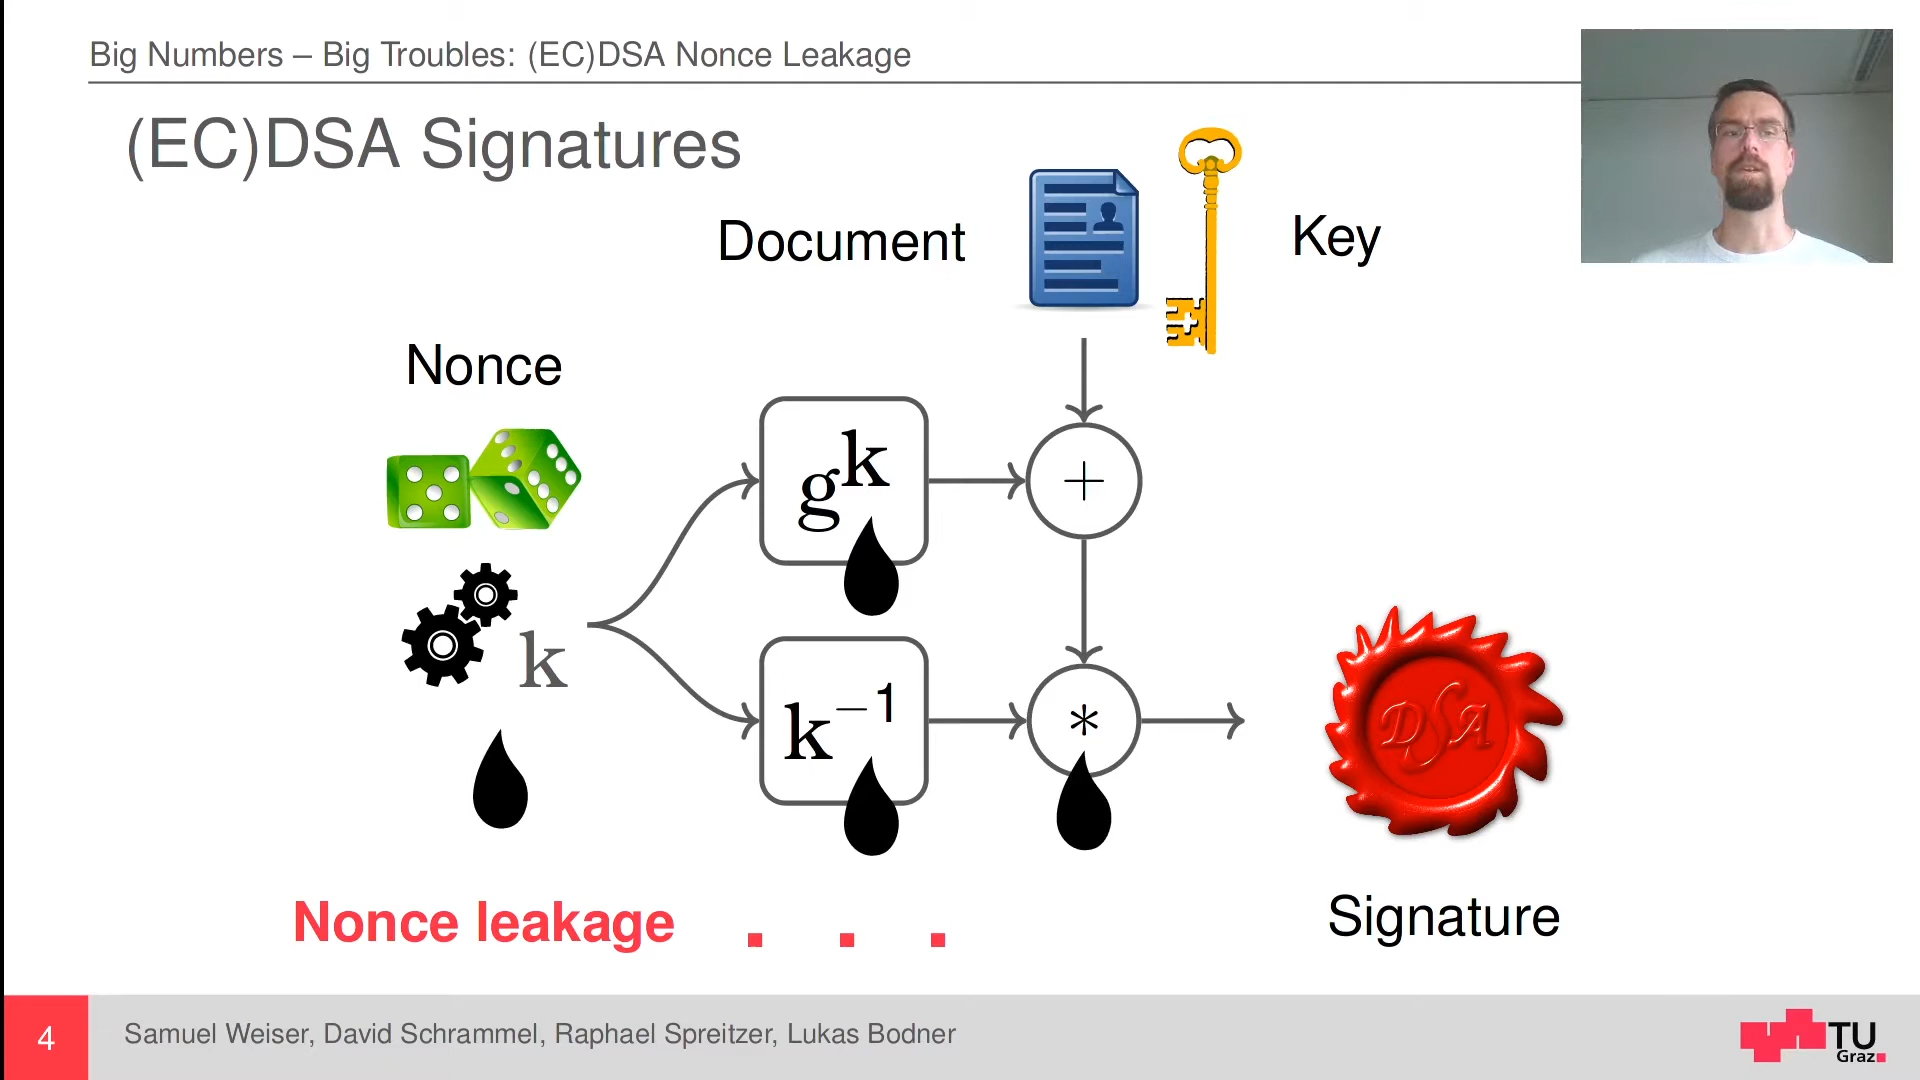 Big Numbers – Big Troubles: (EC)DSA Nonce Leakage
(EC)DSA Signatures
Document
Key
Nonce
g^k
+
k
k^−1
*
DSA
Nonce leakage . . .
Signature
4
Samuel Weiser, David Schrammel, Raphael Spreitzer, Lukas Bodner
TU
Graz